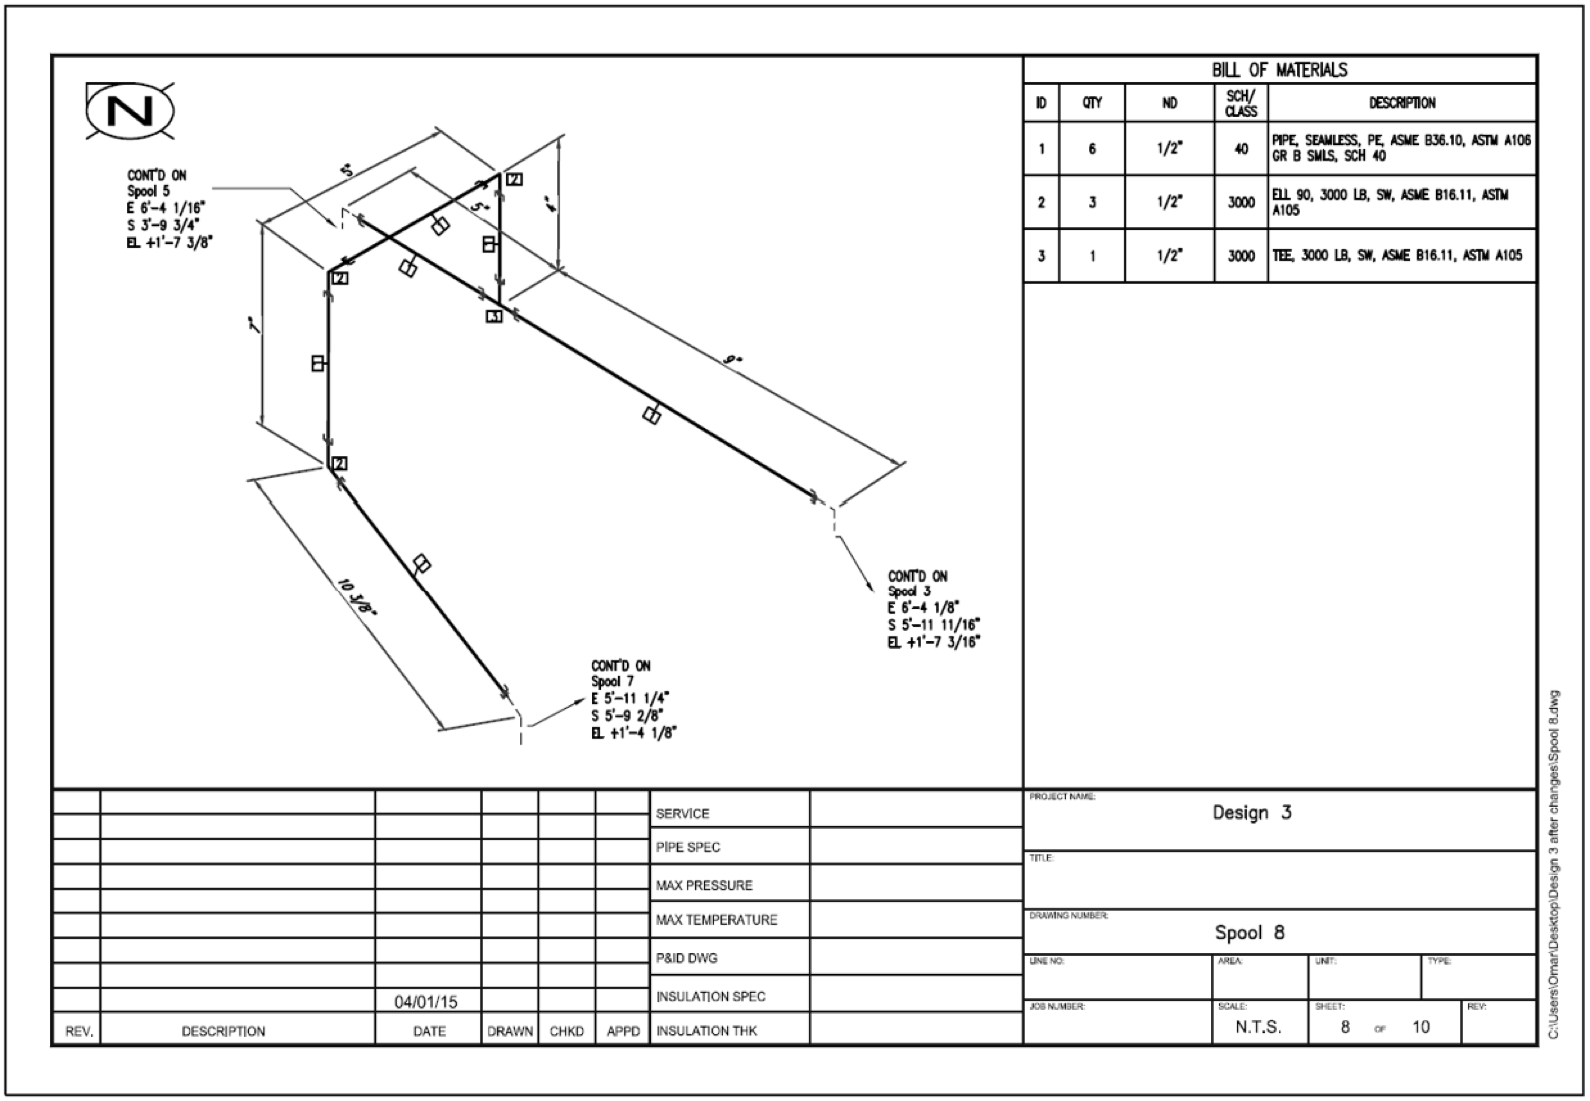 N
CONT'D ON
Spool 5
E 6'-4 1/16"
S 3'-9 3/4"
EL +1'-7 3/8"
5"
5"
4"
2
1
1
1
2
3
7"
1
9"
1
2
1
10 3/8"
CONT'D ON
Spool 3
E 6'-4 1/8"
S 5'-11 11/16"
EL +1'-7 3/16"
CONT'D ON
Spool 7
E 5'-11 1/4"
S 5'-9 2/8"
EL +1'-4 1/8"
BILL OF MATERIALS
ID QTY ND SCH/ CLASS DESCRIPTION
1 6 1/2" 40 PIPE, SEAMLESS, PE, ASME B36.10, ASTM A106
GR B SMLS, SCH 40
2 3 1/2" 3000 ELL 90, 3000 LB, SW, ASME B16.11, ASTM
A105
3 1 1/2" 3000 TEE, 3000 LB, SW, ASME B16.11, ASTM A105
SERVICE
PIPE SPEC
MAX PRESSURE
MAX TEMPERATURE
P&ID DWG
INSULATION SPEC
INSULATION THK
04/01/15
REV. DESCRIPTION DATE DRAWN CHKD APPD
PROJECT NAME:
Design 3
TITLE:
DRAWING NUMBER:
Spool 8
LINE NO: AREA: UNIT: TYPE:
JOB NUMBER: SCALE: SHEET: REV:
N.T.S. 8 OF 10
C:\Users\Omar\Desktop\Design 3 after changes\Spool 8.dwg